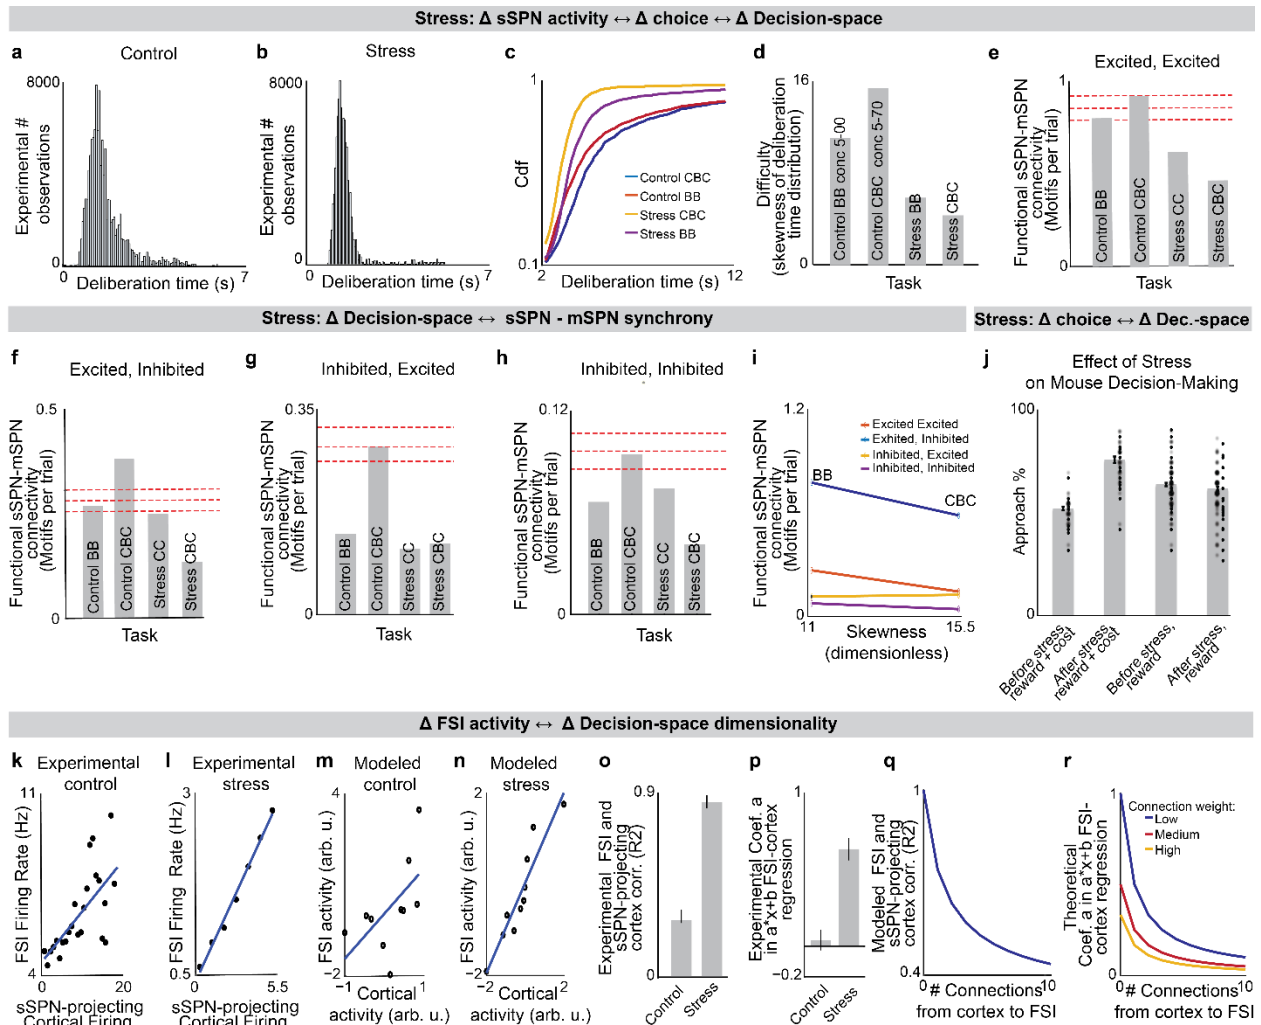 Stress: Δ sSPN activity ↔ Δ choice ↔ Δ Decision-space
a
Control
8000
0
0
7
Experimental #
observations
Deliberation time (s)
b
Stress
8000
0
0
7
Experimental #
observations
Deliberation time (s)
c
1
0.1
2
12
Cdf
Deliberation time (s)
Control CBC
Control BB
Stress CBC
Stress BB
d
16
0
Difficulty
(skewness of deliberation
time distribution)
Control BB conc 5-00
Control CBC conc 5-70
Stress BB
Stress CBC
Task
e
Excited, Excited
1
0
Functional sSPN-mSPN
connectivity
(Motifs per trial)
Control BB
Control CBC
Stress CC
Stress CBC
Task
Stress: Δ Decision-space ↔ sSPN - mSPN synchrony
Stress: Δ choice ↔ Δ Dec.-space
f
Excited, Inhibited
0.5
0
Functional sSPN-mSPN
connectivity
(Motifs per trial)
Control BB
Control CBC
Stress CC
Stress CBC
Task
g
Inhibited, Excited
0.35
0
Functional sSPN-mSPN
connectivity
(Motifs per trial)
Control BB
Control CBC
Stress CC
Stress CBC
Task
h
Inhibited, Inhibited
0.12
0
Functional sSPN-mSPN
connectivity
(Motifs per trial)
Control BB
Control CBC
Stress CC
Stress CBC
Task
i
1.2
0
11
15.5
Functional sSPN-mSPN
connectivity
(Motifs per trial)
Excited Excited
Exhited, Inhibited
Inhibited, Excited
Inhibited, Inhibited
BB
CBC
Skewness
(dimensionless)
j
Effect of Stress
on Mouse Decision-Making
100
0
Approach %
Before stress,
reward + cost
After stress,
reward + cost
Before stress,
reward
After stress,
reward
Δ FSI activity ↔ Δ Decision-space dimensionality
k
Experimental
control
11
4
0
20
FSI Firing Rate (Hz)
sSPN-projecting
Cortical Firing
l
Experimental
stress
3
0.5
0
5.5
FSI Firing Rate (Hz)
sSPN-projecting
Cortical Firing
m
Modeled
control
4
−2
−1
1
FSI activity (arb. u.)
Cortical
activity (arb. u.)
n
Modeled
stress
2
−2
−2
2
FSI activity (arb. u.)
Cortical
activity (arb. u.)
o
0.9
0
Experimental FSI and
sSPN-projecting
cortex corr. (R2)
Control
Stress
p
1
−0.2
Experimental Coef. a
in a*x+b FSI-cortex
regression
Control
Stress
q
1
0.4
0
10
Modeled FSI and
sSPN-projecting
cortex corr. (R2)
# Connections
from cortex to FSI
r
1
0
0
10
Theoretical
Coef. a in a*x+b FSI-
cortex regression
Connection weight:
Low
Medium
High
# Connections
from cortex to FSI